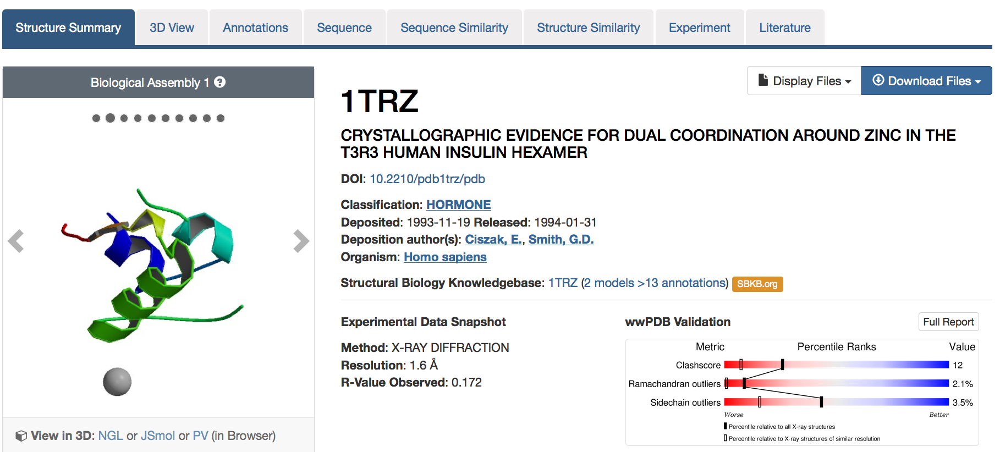 Structure Summary
3D View
Annotations
Sequence
Sequence Similarity
Structure Similarity
Experiment
Literature
Biological Assembly 1
View in 3D: NGL or JSmol or PV (in Browser)
Display Files
Download Files
1TRZ
CRYSTALLOGRAPHIC EVIDENCE FOR DUAL COORDINATION AROUND ZINC IN THE
T3R3 HUMAN INSULIN HEXAMER
DOI: 10.2210/pdb1trz/pdb
Classification: HORMONE
Deposited: 1993-11-19 Released: 1994-01-31
Deposition author(s): Ciszak, E., Smith, G.D.
Organism: Homo sapiens
Structural Biology Knowledgebase: 1TRZ (2 models >13 annotations) SBKB.org
Experimental Data Snapshot
Method: X-RAY DIFFRACTION
Resolution: 1.6 Å
R-Value Observed: 0.172
wwPDB Validation
Full Report
Metric Percentile Ranks Value
Clashscore 12
Ramachandran outliers 2.1%
Sidechain outliers 3.5%
Worse Better
Percentile relative to all X-ray structures
Percentile relative to X-ray structures of similar resolution